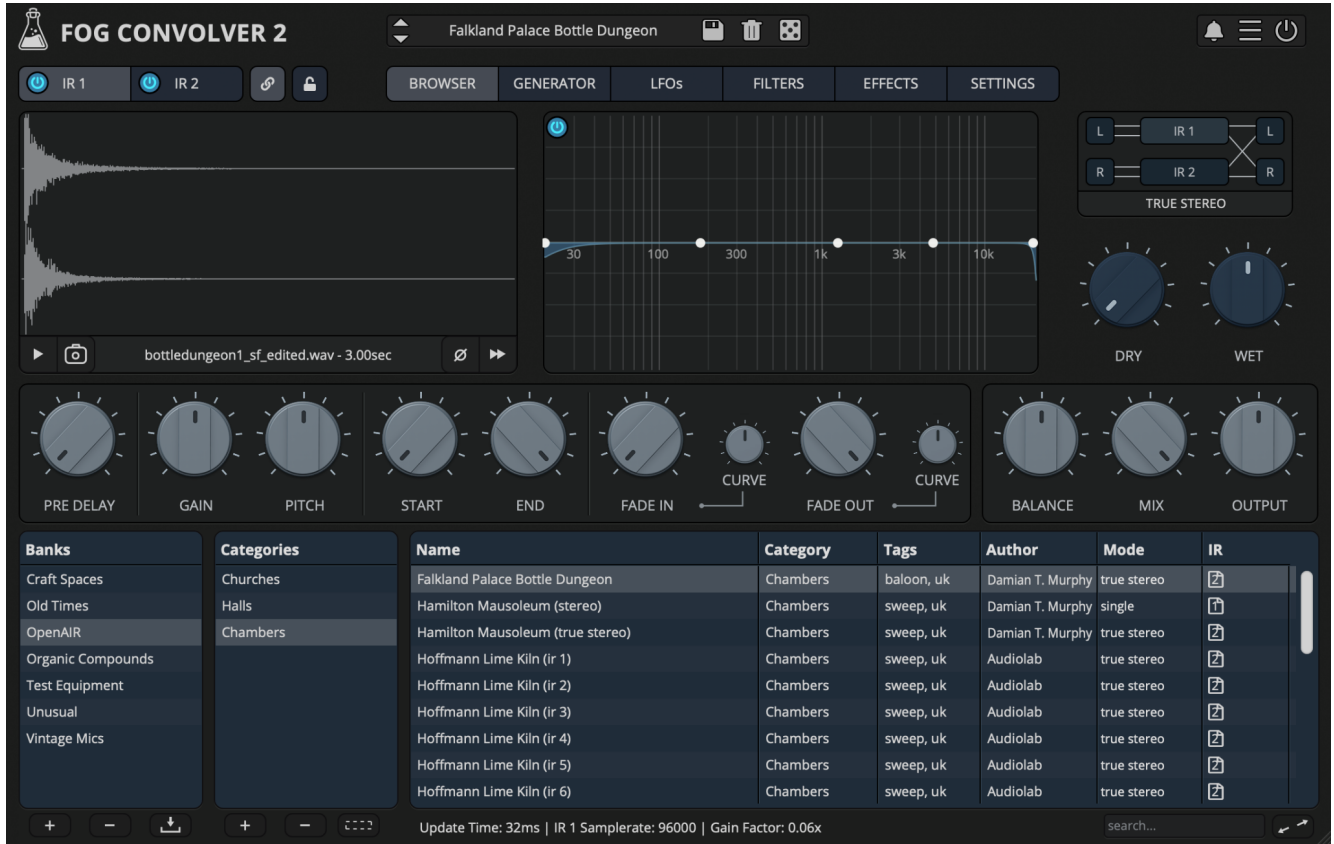 FOG CONVOLVER 2
Falkland Palace Bottle Dungeon
IR 1
IR 2
BROWSER
GENERATOR
LFOs
FILTERS
EFFECTS
SETTINGS
30
100
300
1k
3k
10k
L
IR 1
L
R
IR 2
R
TRUE STEREO
DRY
WET
bottledungeon1_sf_edited.wav - 3.00sec
PRE DELAY
GAIN
PITCH
START
END
FADE IN
CURVE
FADE OUT
CURVE
BALANCE
MIX
OUTPUT
Banks
Craft Spaces
Old Times
OpenAIR
Organic Compounds
Test Equipment
Unusual
Vintage Mics
Categories
Churches
Halls
Chambers
Name Category Tags Author Mode IR
Falkland Palace Bottle Dungeon Chambers baloon, uk Damian T. Murphy true stereo 2
Hamilton Mausoleum (stereo) Chambers sweep, uk Damian T. Murphy single 1
Hamilton Mausoleum (true stereo) Chambers sweep, uk Damian T. Murphy true stereo 2
Hoffmann Lime Kiln (ir 1) Chambers sweep, uk Audiolab true stereo 2
Hoffmann Lime Kiln (ir 2) Chambers sweep, uk Audiolab true stereo 2
Hoffmann Lime Kiln (ir 3) Chambers sweep, uk Audiolab true stereo 2
Hoffmann Lime Kiln (ir 4) Chambers sweep, uk Audiolab true stereo 2
Hoffmann Lime Kiln (ir 5) Chambers sweep, uk Audiolab true stereo 2
Hoffmann Lime Kiln (ir 6) Chambers sweep, uk Audiolab true stereo 2
Update Time: 32ms | IR 1 Samplerate: 96000 | Gain Factor: 0.06x
search...